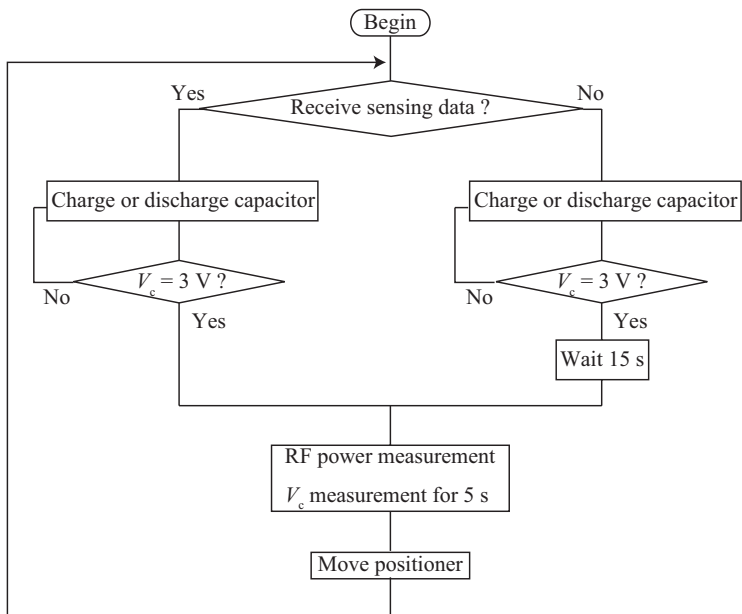 Begin
Yes
Receive sensing data ?
No
Charge or discharge capacitor
Charge or discharge capacitor
Vc = 3 V ?
Vc = 3 V ?
No
Yes
No
Yes
Wait 15 s
RF power measurement
Vc measurement for 5 s
Move positioner